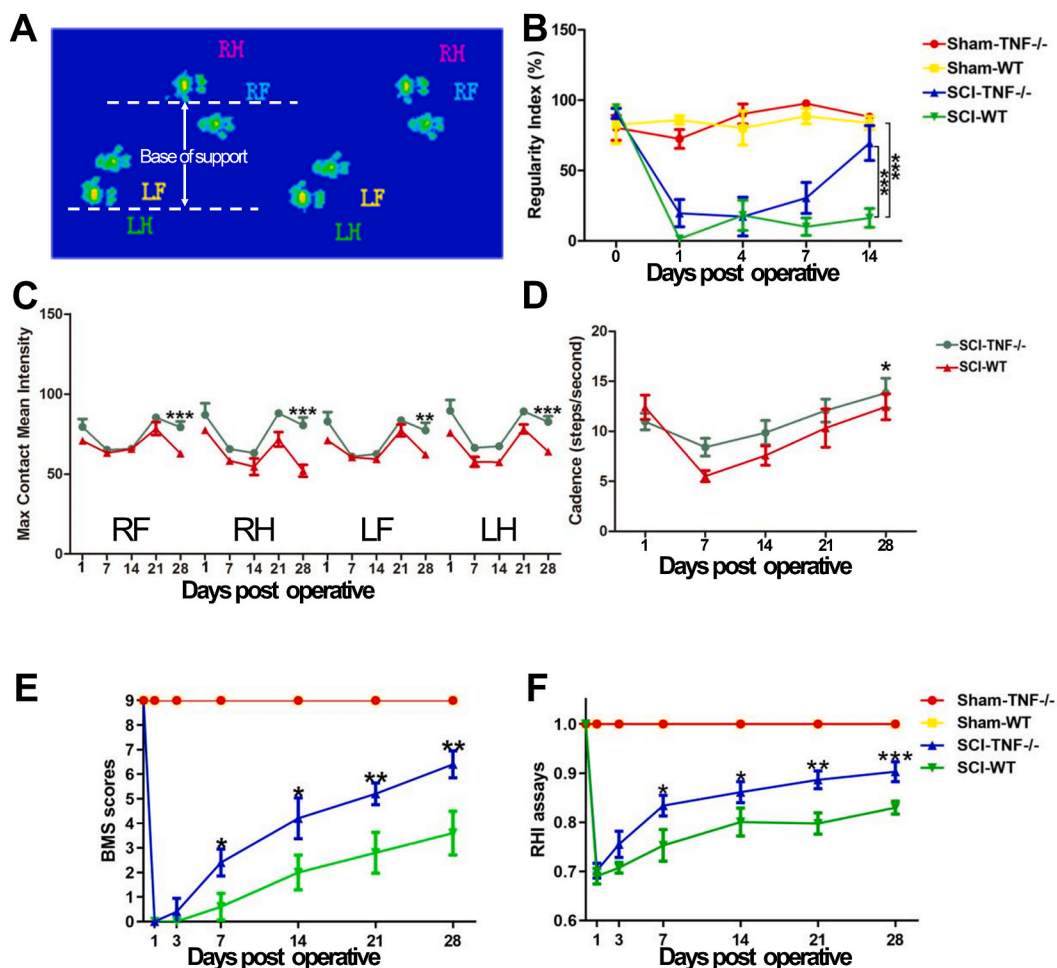 A
RH
RH
RF
RF
Base of support
LF
LF
LH
LH
B
Regularity Index (%)
150
100
50
0
0 1 4 7 14
Days post operative
***
***
Sham-TNF-/-
Sham-WT
SCI-TNF-/-
SCI-WT
C
Max Contact Mean Intensity
150
100
50
0
*** *** ** ***
RF RH LF LH
1 7 14 21 28 1 7 14 21 28 1 7 14 21 28 1 7 14 21 28
Days post operative
D
Cadence (steps/second)
20
15
10
5
0
*
1 7 14 21 28
Days post operative
SCI-TNF-/-
SCI-WT
E
BMS scores
9
8
7
6
5
4
3
2
1
0
* * ** **
1 3 7 14 21 28
Days post operative
F
RHI assays
1.0
0.9
0.8
0.7
0.6
* * ** ***
1 3 7 14 21 28
Days post operative
Sham-TNF-/-
Sham-WT
SCI-TNF-/-
SCI-WT